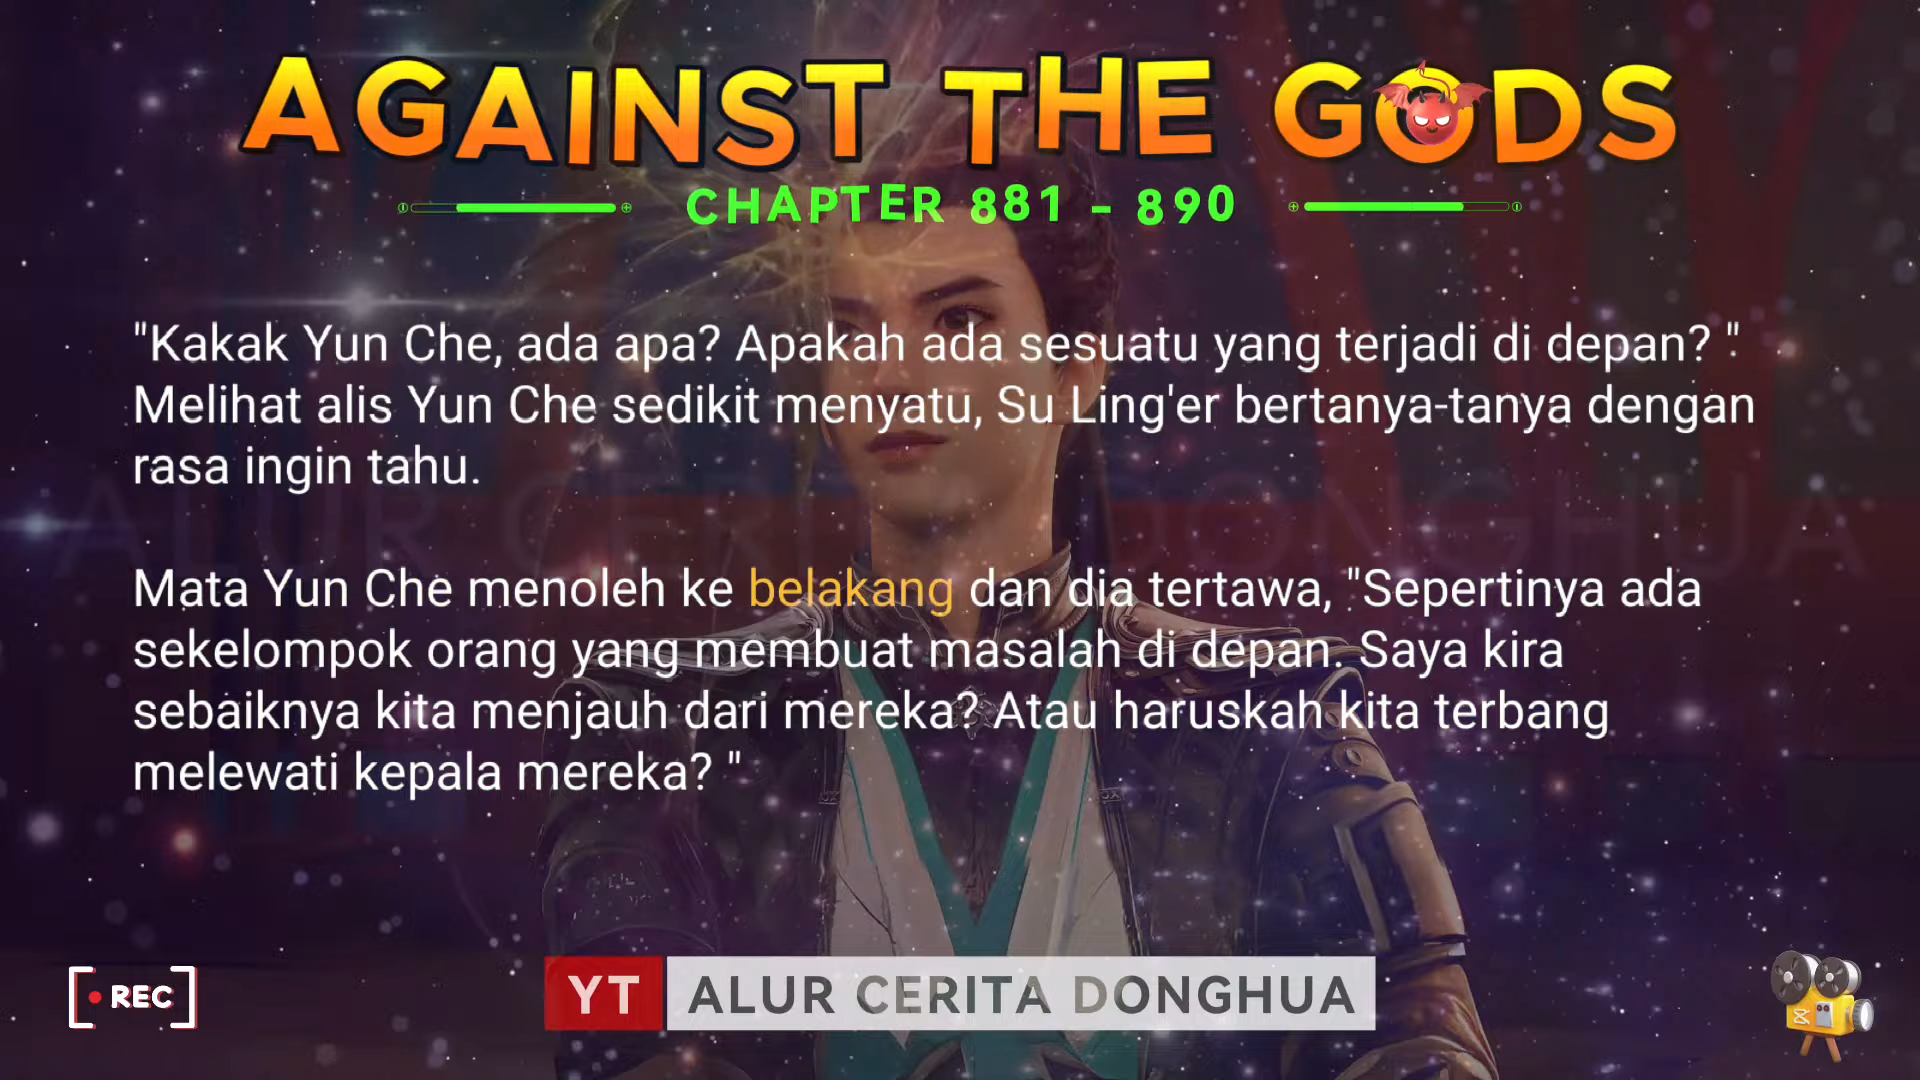 AGAINST THE GODS
CHAPTER 881 - 890
"Kakak Yun Che, ada apa? Apakah ada sesuatu yang terjadi di depan? "
Melihat alis Yun Che sedikit menyatu, Su Ling'er bertanya-tanya dengan
rasa ingin tahu.
ALUR CERITA DONGHUA
Mata Yun Che menoleh ke belakang dan dia tertawa, "Sepertinya ada
sekelompok orang yang membuat masalah di depan. Saya kira
sebaiknya kita menjauh dari mereka? Atau haruskah kita terbang
melewati kepala mereka? "
REC
YT ALUR CERITA DONGHUA